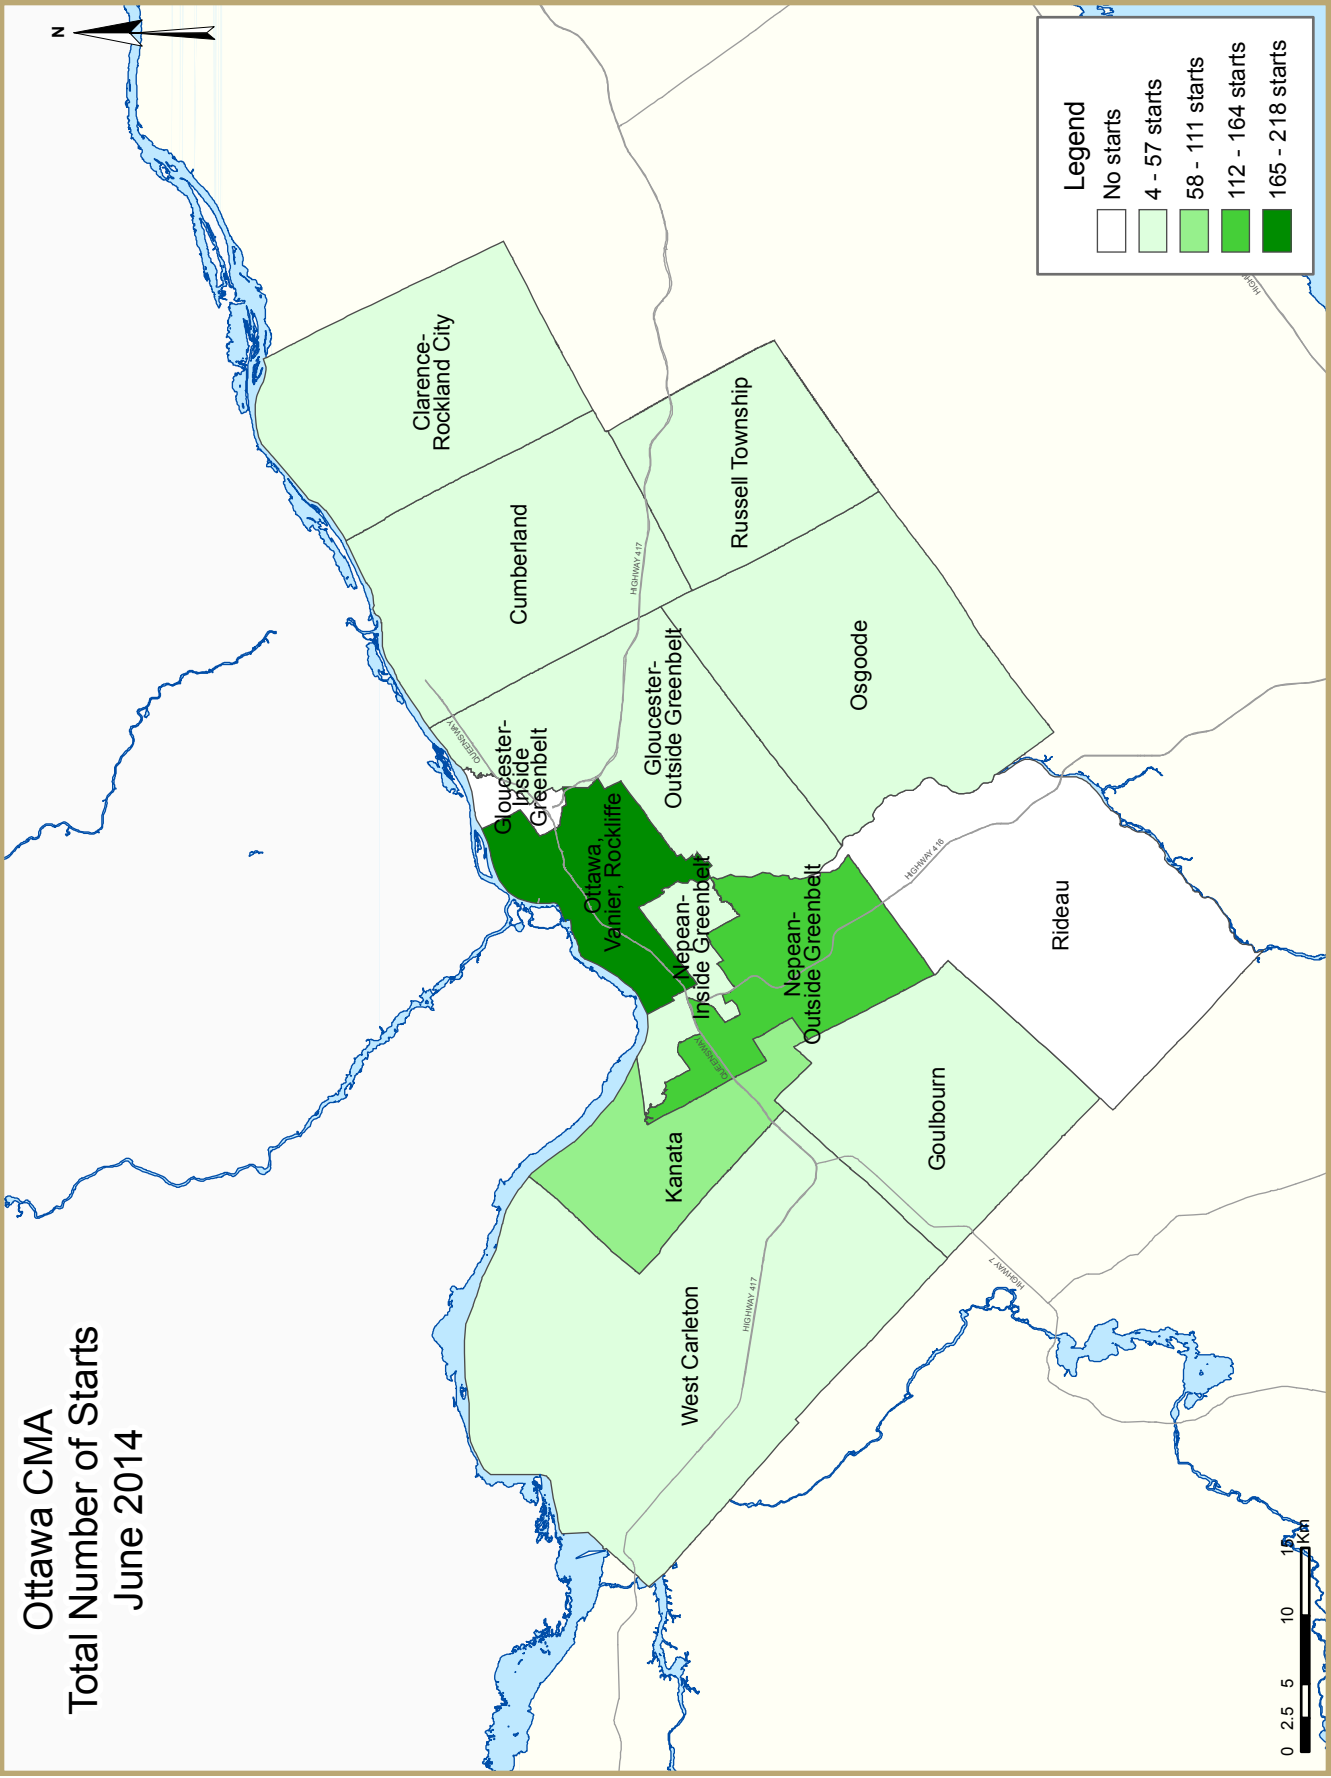 Ottawa CMA
Total Number of Starts
June 2014
N
Clarence-
Rockland City
Cumberland
Russell Township
HIGHWAY 417
Osgoode
Gloucester-
Outside Greenbelt
QUEENSWAY
Gloucester-
Inside
Greenbelt
Ottawa,
Vanier, Rockliffe
Nepean-
Inside Greenbelt
Nepean-
Outside Greenbelt
HIGHWAY 416
Rideau
QUEENSWAY
Kanata
Goulbourn
West Carleton
HIGHWAY 417
HIGHWAY 7
Legend
No starts
4 - 57 starts
58 - 111 starts
112 - 164 starts
165 - 218 starts
0 2.5 5 10 15
Km